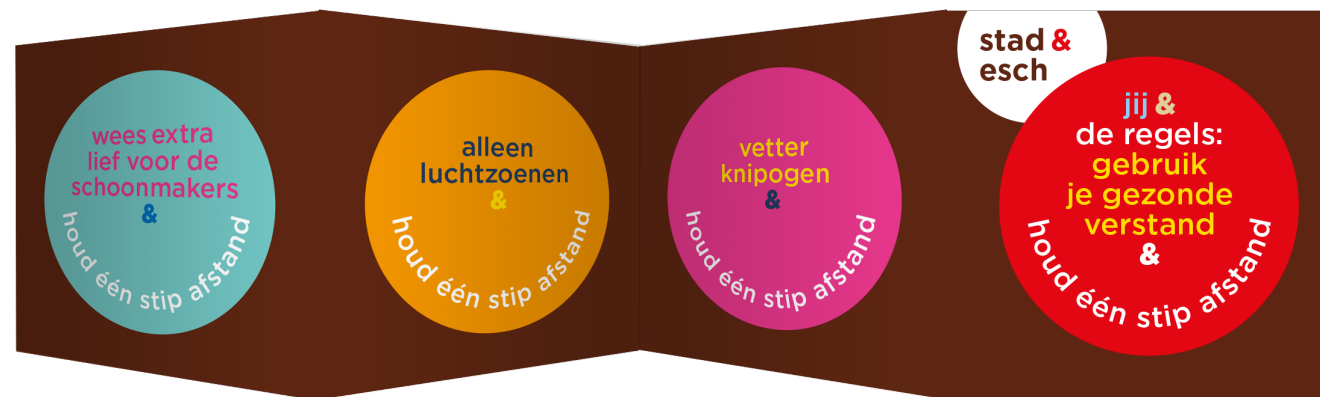 wees extra
lief voor de
schoonmakers
&
houd één stip afstand
alleen
luchtzoenen
&
houd één stip afstand
vetter
knipogen
&
houd één stip afstand
stad &
esch
jij &
de regels:
gebruik
je gezonde
verstand
&
houd één stip afstand